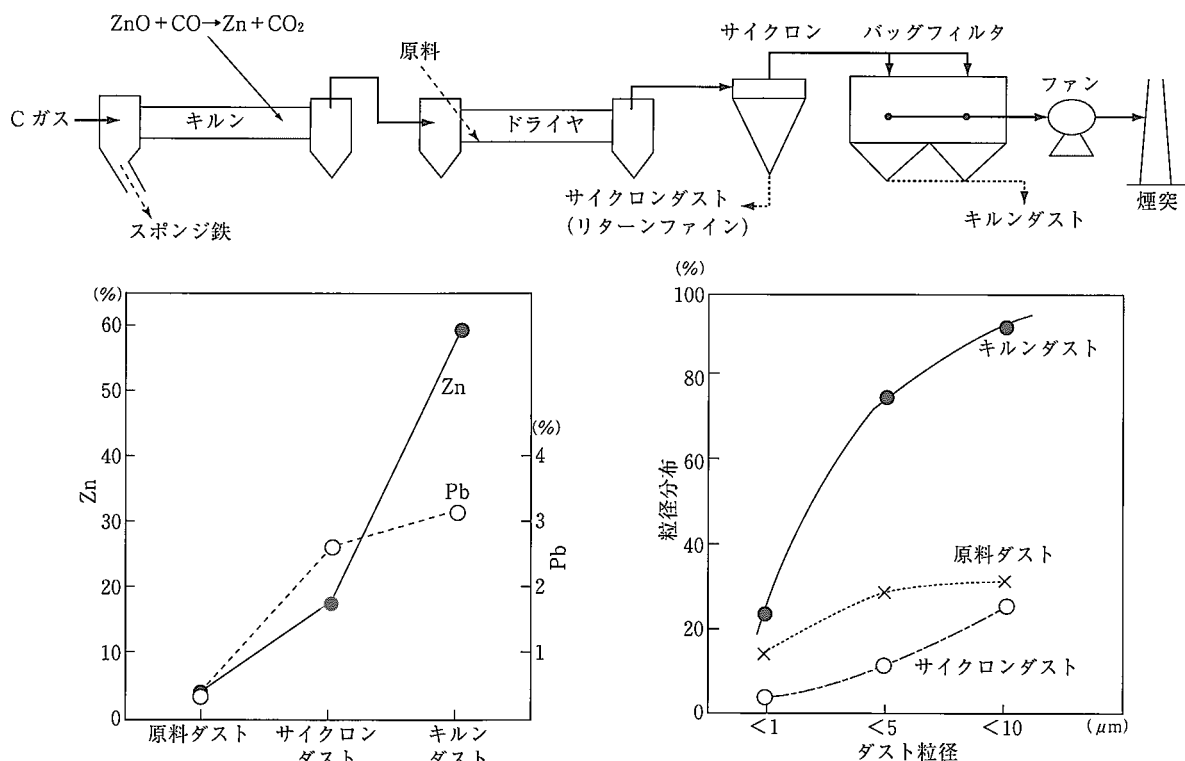 ZnO+CO→Zn+CO₂
サイクロン
バッグフィルタ
原料
ファン
Cガス
キルン
ドライヤ
サイクロンダスト
(リターンファイン)
キルンダスト
煙突
スポンジ鉄
(%)
60
50
40
30
20
10
0
Zn
Zn
Pb
(%)
4
3
2
1
Pb
原料ダスト
サイクロン
ダスト
キルン
ダスト
(%)
100
80
60
40
20
0
粒径分布
キルンダスト
原料ダスト
サイクロンダスト
<1
<5
<10
(μm)
ダスト粒径